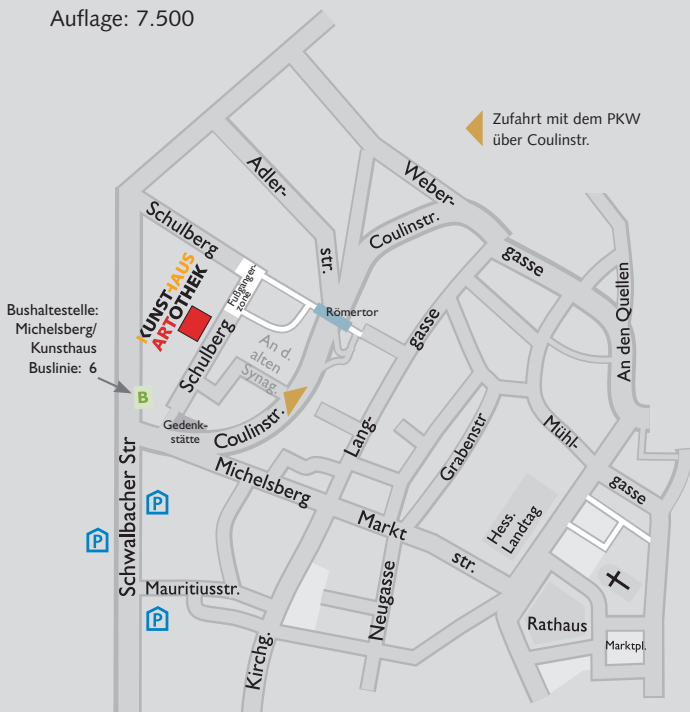 Auflage: 7.500
Zufahrt mit dem PKW
über Coulinstr.
Adler-
str.
Weber-
gasse
Schulberg
Coulinstr.
KUNSTHAUS
ARTOTHEK
Fußgänger-
zone
Römertor
An den Quellen
Bushaltestelle:
Michelsberg/
Kunsthaus
Buslinie: 6
B
Schulberg
An d.
alten
Synag.
Gedenk-
stätte
Coulinstr.
Lang-
gasse
Grabenstr
Mühl-
gasse
Michelsberg
Markt
str.
Hess.
Landtag
Schwalbacher Str
P
P
P
Mauritiusstr.
Kirchg.
Neugasse
Rathaus
Marktpl.